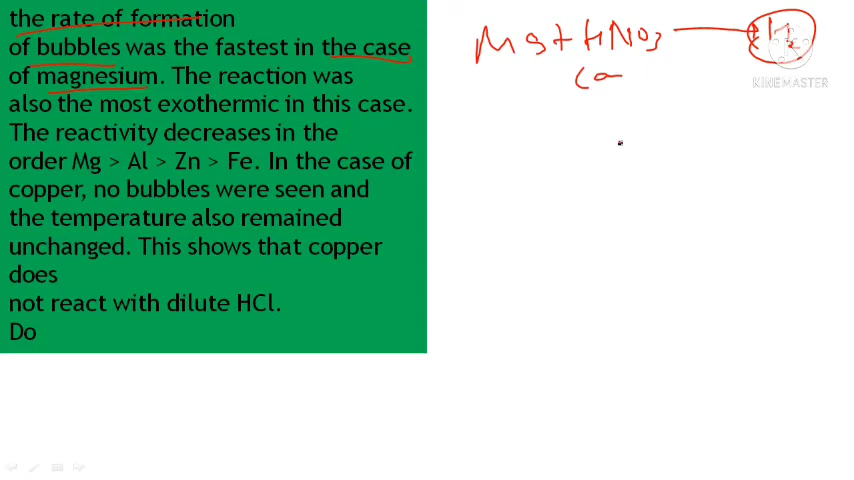 the rate of formation
of bubbles was the fastest in the case
of magnesium. The reaction was
also the most exothermic in this case.
The reactivity decreases in the
order Mg > Al > Zn > Fe. In the case of
copper, no bubbles were seen and
the temperature also remained
unchanged. This shows that copper
does
not react with dilute HCl.
Do
Mg + HNO3 → H2
KINEMASTER